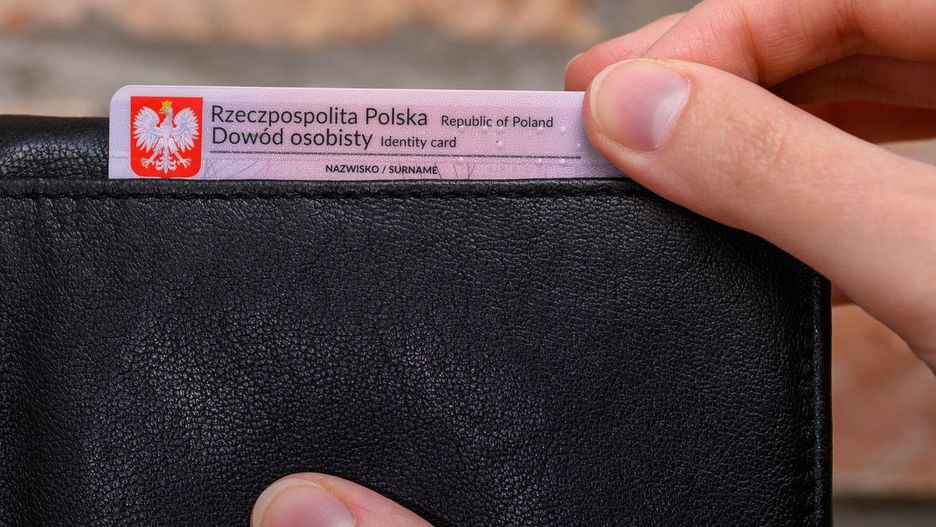 Rzeczpospolita Polska Republic of Poland
Dowód osobisty Identity card
NAZWISKO / SURNAME